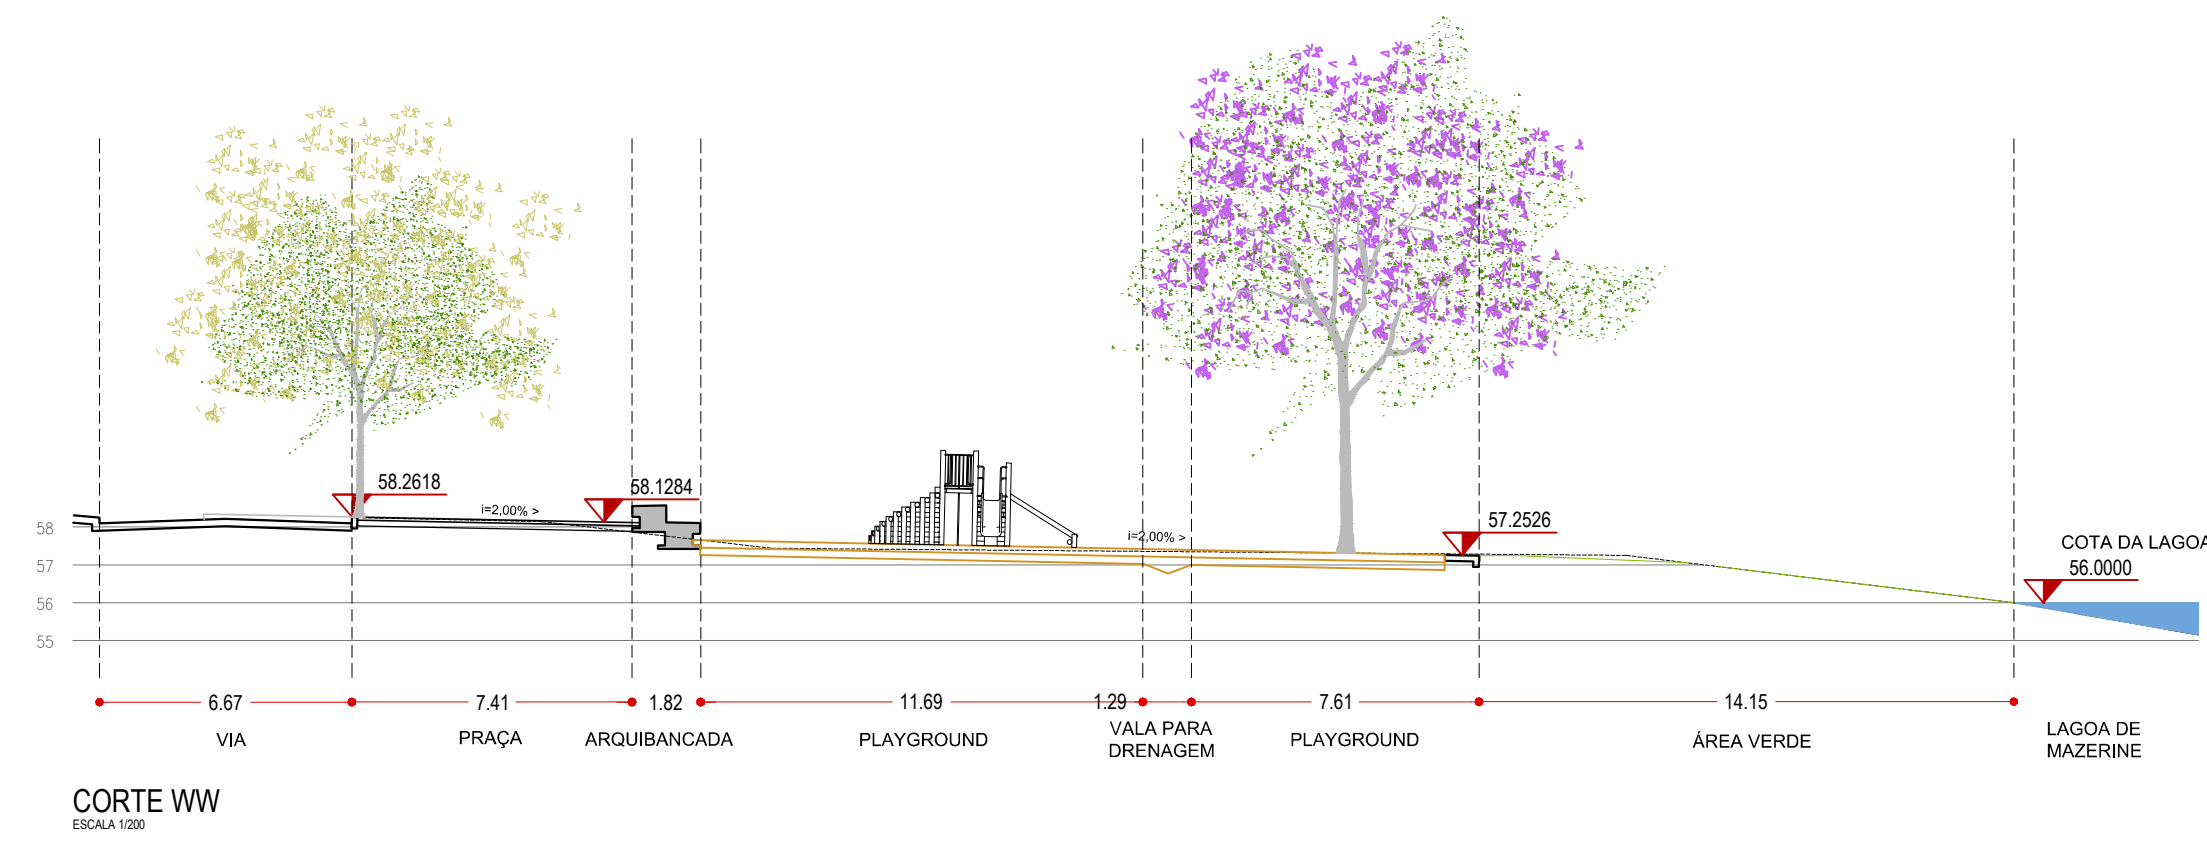 58.2618
i=2,00% >
58.1284
i=2,00% >
57.2526
COTA DA LAGOA
56.0000
58
57
56
55
6.67
7.41
1.82
11.69
1.29
7.61
14.15
VIA
PRAÇA
ARQUIBANCADA
PLAYGROUND
VALA PARA
DRENAGEM
PLAYGROUND
ÁREA VERDE
LAGOA DE
MAZERINE
CORTE WW
ESCALA 1/200